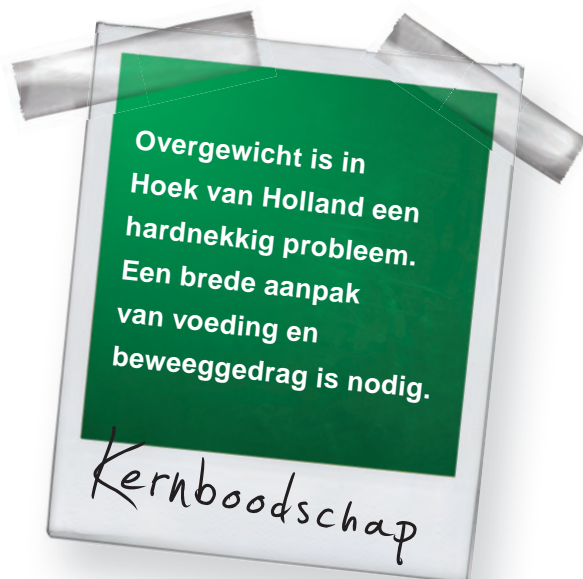 Overgewicht is in
Hoek van Holland een
hardnekkig probleem.
Een brede aanpak
van voeding en
beweeggedrag is nodig.
Kernboodschap